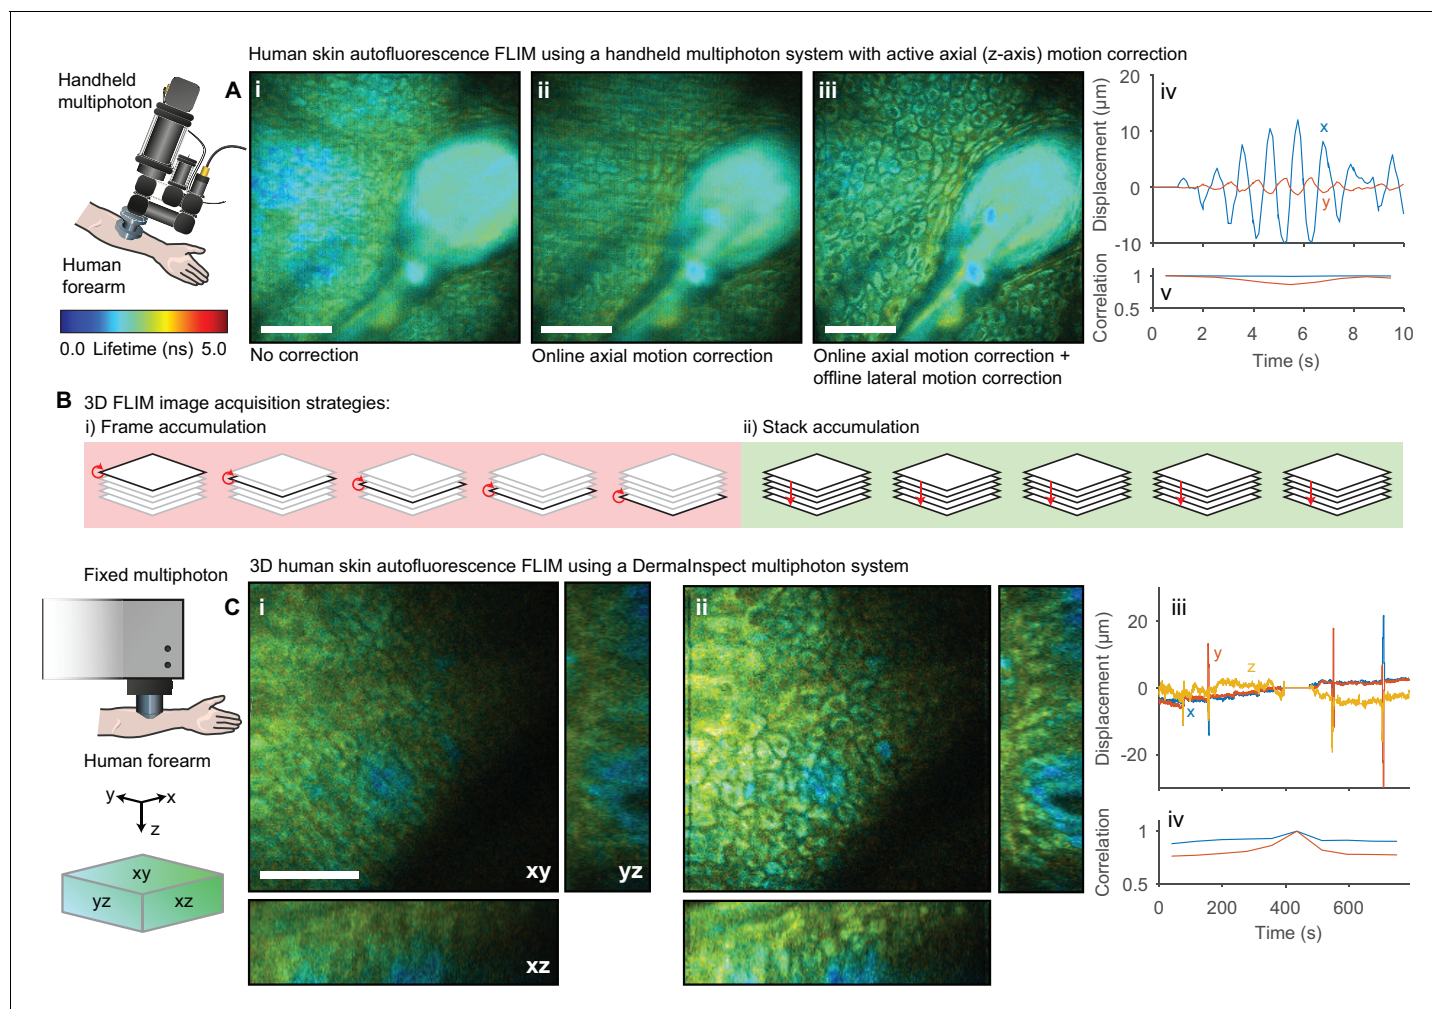 Human skin autofluorescence FLIM using a handheld multiphoton system with active axial (z-axis) motion correction
Handheld
multiphoton
Human
forearm
0.0 Lifetime (ns) 5.0
A
i
No correction
ii
Online axial motion correction
iii
Online axial motion correction +
offline lateral motion correction
iv
Displacement (µm)
20
10
0
-10
x
y
v
Correlation
1
0.5
0 2 4 6 8 10
Time (s)
B 3D FLIM image acquisition strategies:
i) Frame accumulation
ii) Stack accumulation
3D human skin autofluorescence FLIM using a DermaInspect multiphoton system
Fixed multiphoton
Human forearm
y x
z
xy
yz xz
C
i
xy
yz
xz
ii
iii
Displacement (µm)
20
0
-20
y
z
x
iv
Correlation
1
0.5
0 200 400 600
Time (s)